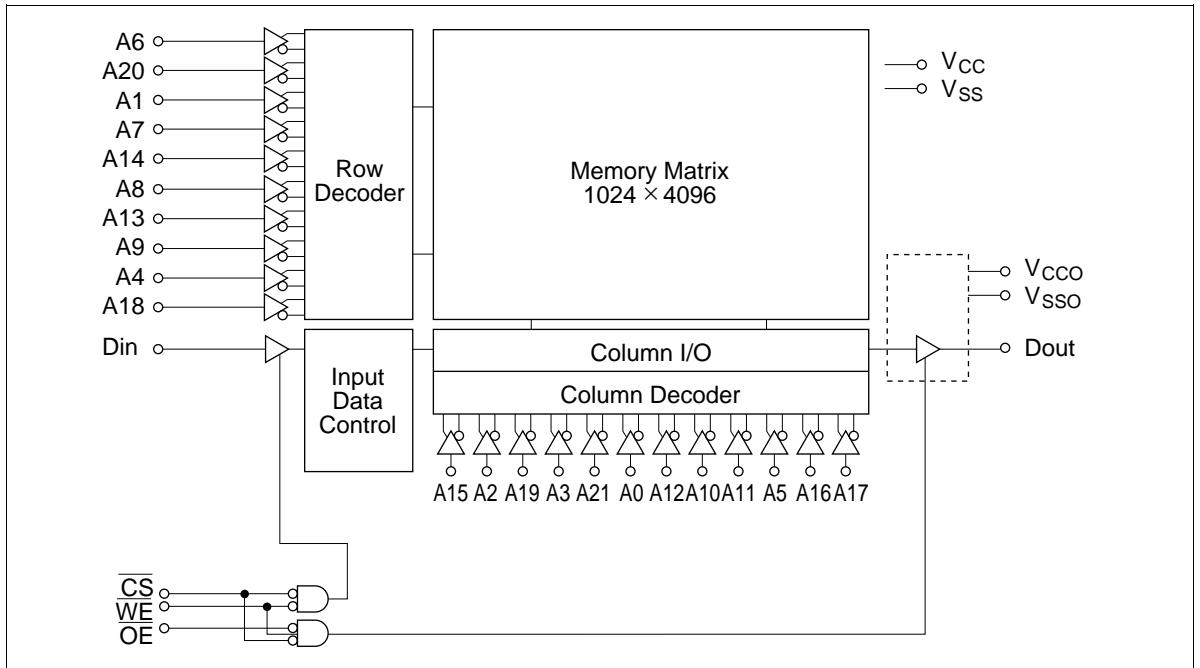 A6
A20
A1
A7
A14
A8
A13
A9
A4
A18
Din
Row
Decoder
Memory Matrix
1024 × 4096
VCC
VSS
VCCO
VSSO
Dout
Input
Data
Control
Column I/O
Column Decoder
A15 A2 A19 A3 A21 A0 A12 A10 A11 A5 A16 A17
CS
WE
OE